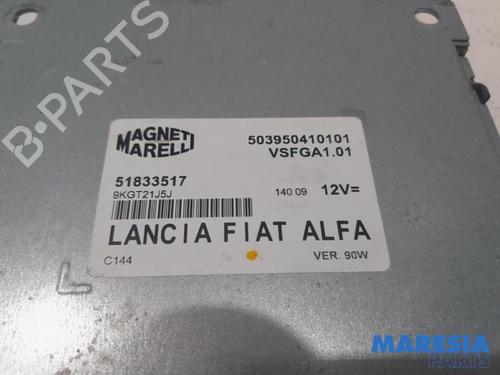 B-PARTS
MAGNETI
MARELLI
503950410101
VSFGA1.01
51833517
9KGT21J5J
140 09 12V=
LANCIA FIAT ALFA
C144
VER. 90W
MARESIA
PARTS